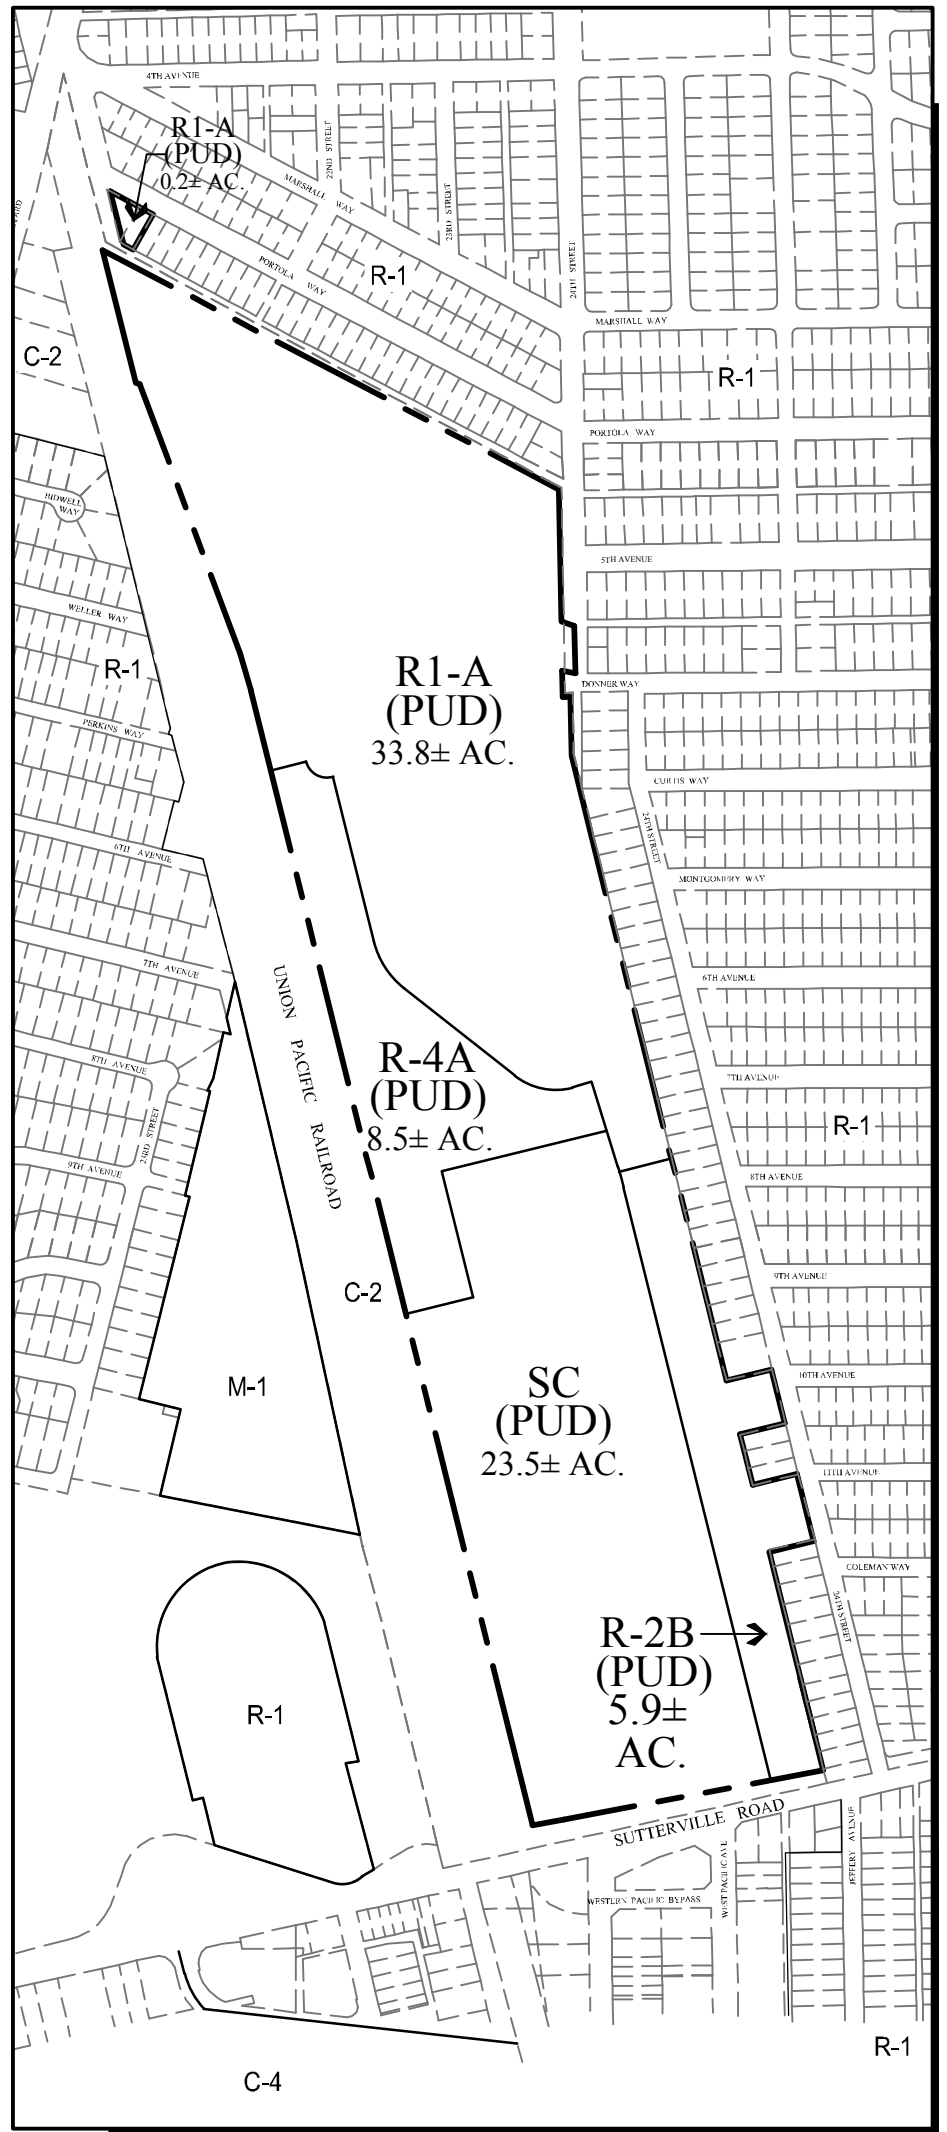 4TH AVENUE
R1-A
(PUD)
0.2± AC.
22ND STREET
MARSHALL WAY
23RD STREET
24TH STREET
PORTOLA WAY
R-1
MARSHALL WAY
C-2
R-1
PORTOLA WAY
BIDWELL
WAY
5TH AVENUE
WELLER WAY
R-1
R1-A
(PUD)
33.8± AC.
DONNER WAY
PERKINS WAY
CURTIS WAY
24TH STREET
6TH AVENUE
MONTGOMERY WAY
7TH AVENUE
UNION PACIFIC RAILROAD
6TH AVENUE
R-4A
(PUD)
8.5± AC.
8TH AVENUE
7TH AVENUE
23RD STREET
R-1
9TH AVENUE
8TH AVENUE
C-2
9TH AVENUE
M-1
SC
(PUD)
23.5± AC.
10TH AVENUE
11TH AVENUE
COLEMAN WAY
24TH STREET
R-2B
(PUD)
5.9±
AC.
R-1
SUTTERVILLE ROAD
JEFFERY AVENUE
WEST PACIFIC AVE
WESTERN PACIFIC BYPASS
R-1
C-4